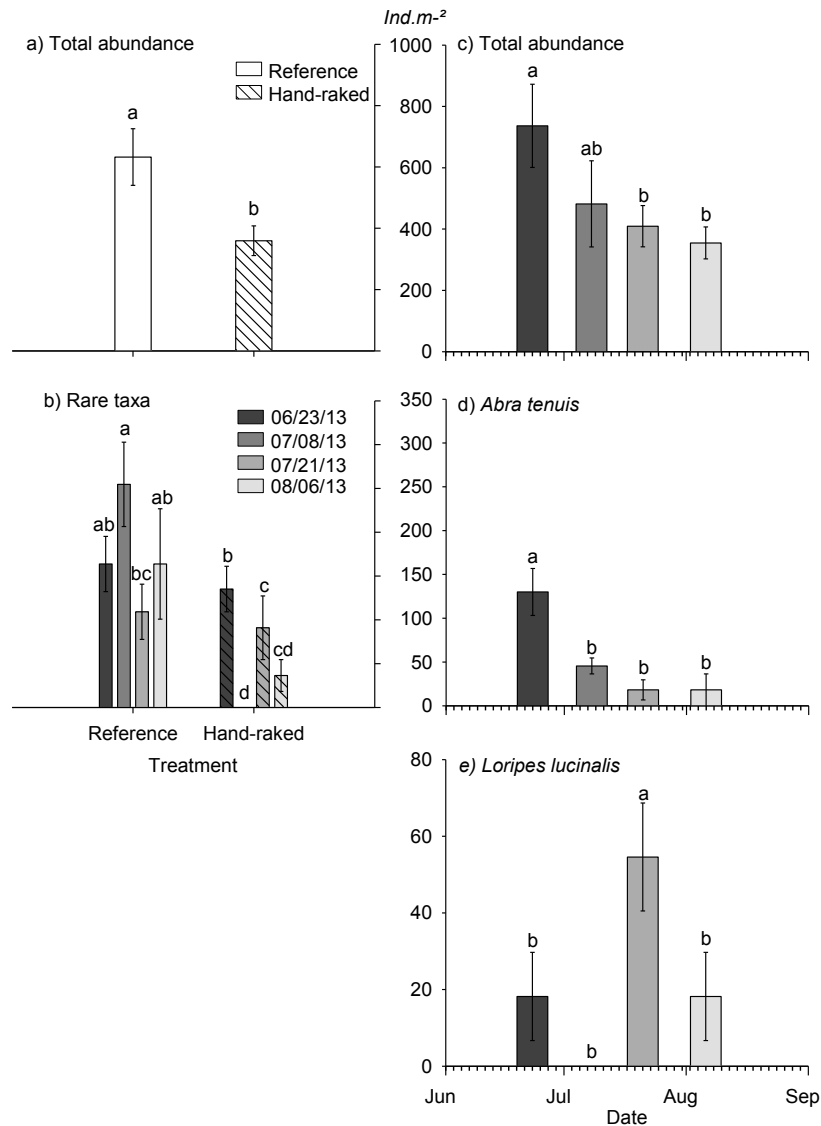 Ind.m-²
a) Total abundance
Reference
Hand-raked
a
b
c) Total abundance
1000
800
600
400
200
0
a
ab
b
b
b) Rare taxa
06/23/13
07/08/13
07/21/13
08/06/13
ab
a
bc
ab
b
d
c
cd
Reference Hand-raked
Treatment
d) Abra tenuis
350
300
250
200
150
100
50
0
a
b
b
b
e) Loripes lucinalis
80
60
40
20
0
b
b
a
b
Jun Jul Aug Sep
Date